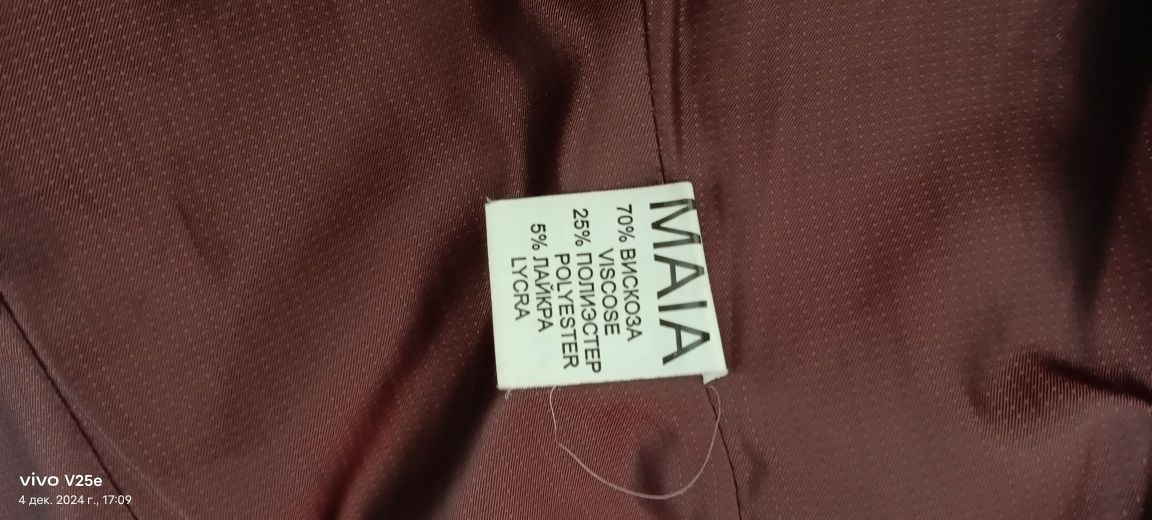 MAIA
70% ВИСКОЗА
VISCOSE
25% ПОЛИЭСТЕР
POLYESTER
5% ЛАЙКРА
LYCRA
vivo V25e
4 дек. 2024 г., 17:09